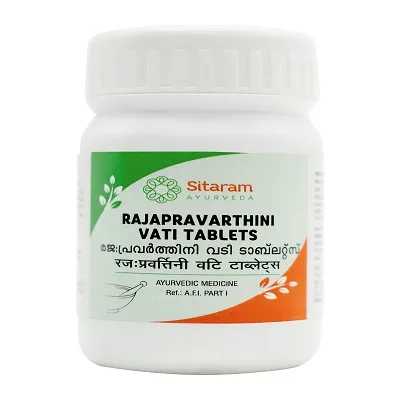 Sitaram
AYURVEDA
RAJAPRAVARTHINI
VATI TABLETS
രജ:പ്രവർത്തിനി വടി ടാബ്ലറ്റ്സ്
रज:प्रवर्त्तिनी वटि टाब्लेट्स
AYURVEDIC MEDICINE
Ref.: A.F.I. PART I